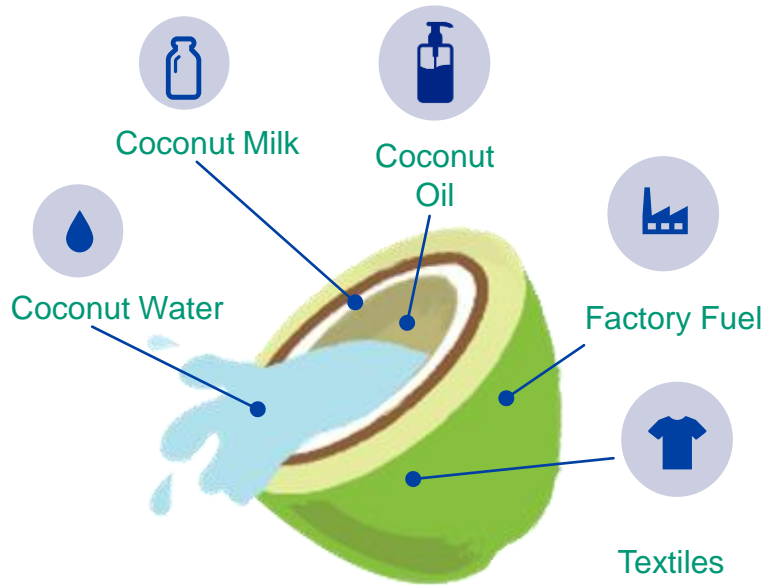 Coconut Milk
Coconut
Oil
Coconut Water
Factory Fuel
Textiles